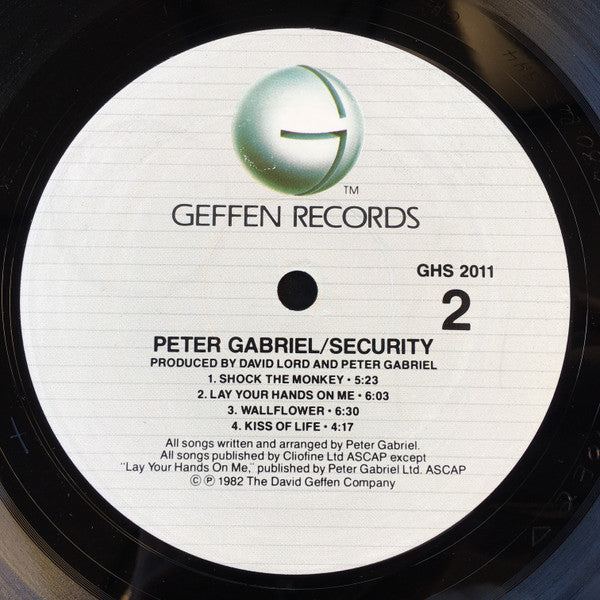 TM
GEFFEN RECORDS
GHS 2011
2
PETER GABRIEL/SECURITY
PRODUCED BY DAVID LORD AND PETER GABRIEL
1. SHOCK THE MONKEY • 5:23
2. LAY YOUR HANDS ON ME • 6:03
3. WALLFLOWER • 6:30
4. KISS OF LIFE • 4:17
All songs written and arranged by Peter Gabriel.
All songs published by Cliofine Ltd ASCAP except
"Lay Your Hands On Me," published by Peter Gabriel Ltd. ASCAP
© ℗ 1982 The David Geffen Company